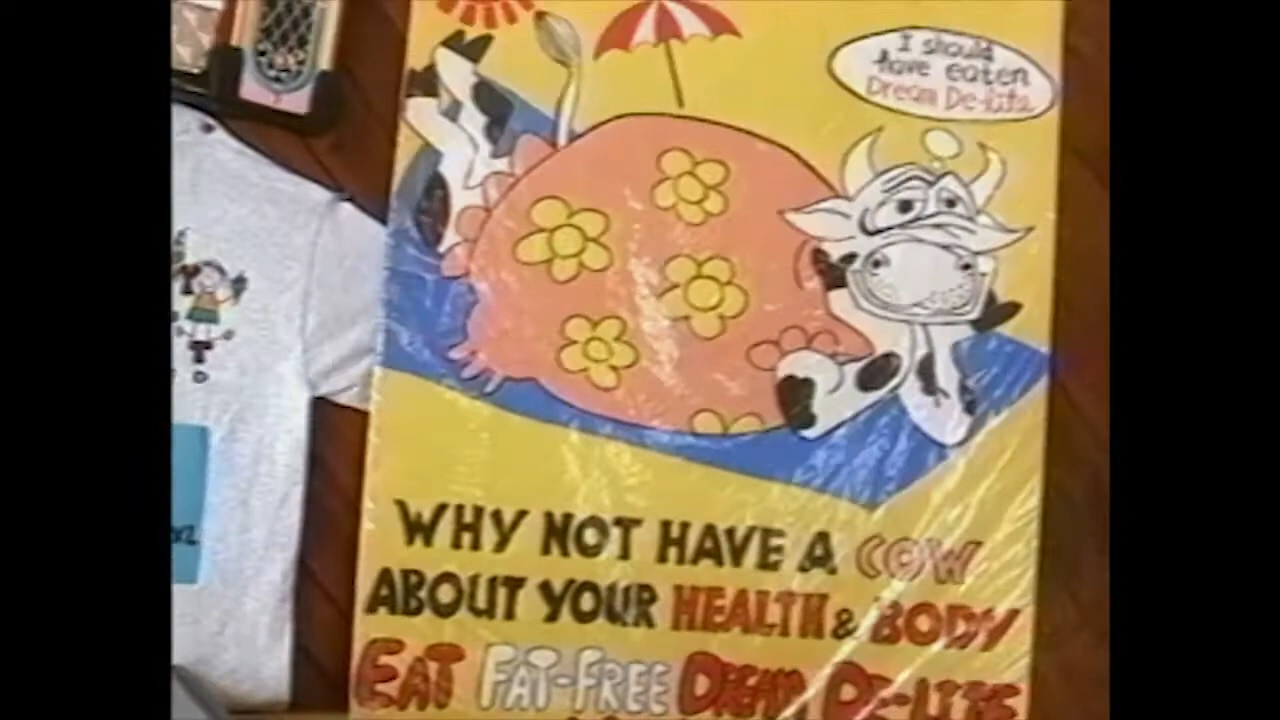 I should
have eaten
Dream De-Lite
WHY NOT HAVE A COW
ABOUT YOUR HEALTH & BODY
EAT FAT-FREE DREAM DE-LITE
XL